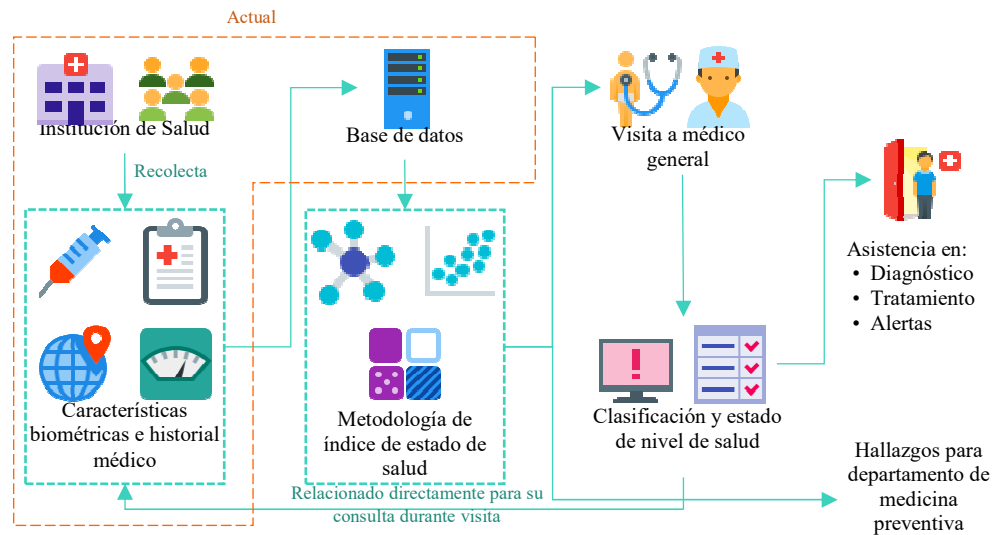 Actual
Institución de Salud
Recolecta
Base de datos
Visita a médico
general
Asistencia en:
• Diagnóstico
• Tratamiento
• Alertas
Características
biométricas e historial
médico
Metodología de
índice de estado de
salud
Clasificación y estado
de nivel de salud
Relacionado directamente para su
consulta durante visita
Hallazgos para
departamento de
medicina
preventiva